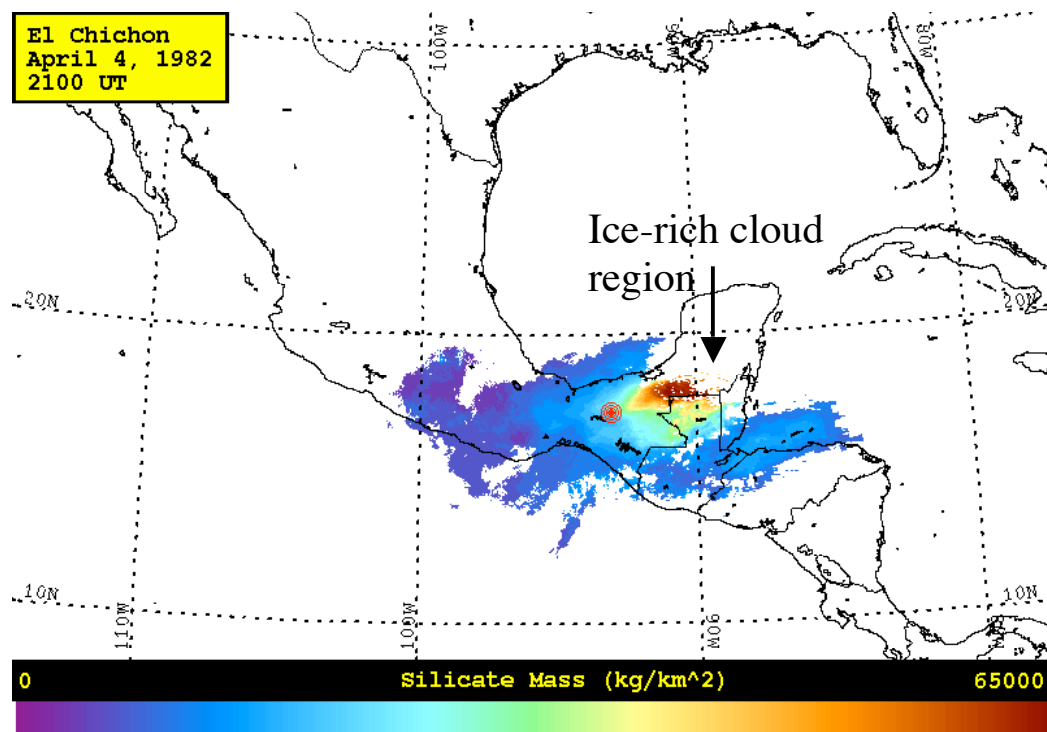 El Chichon
April 4, 1982
2100 UT
100W
90W
80W
Ice-rich cloud
region
20N
20N
10N
10N
110W
100W
90W
80W
0 Silicate Mass (kg/km^2) 65000